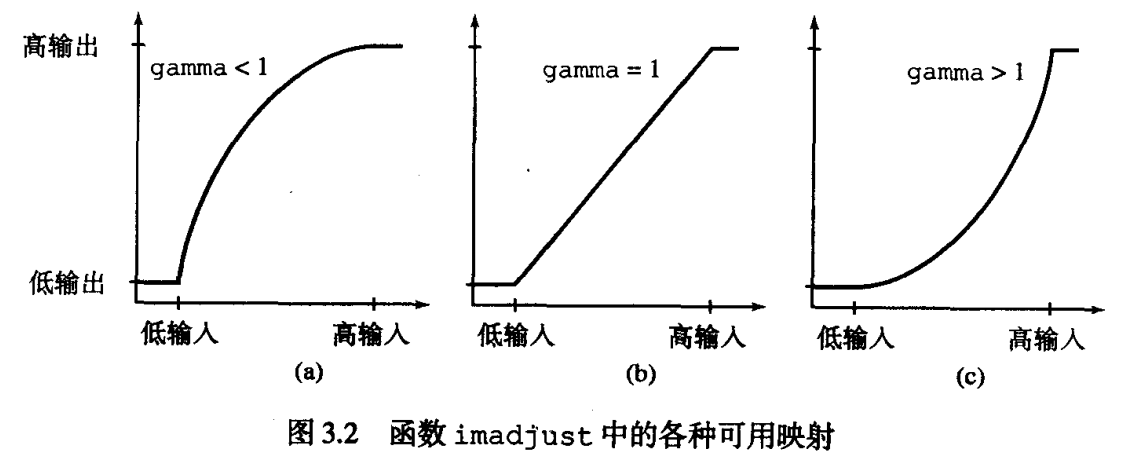 高输出
gamma < 1
gamma = 1
gamma > 1
低输出
低输入 高输入 低输入 高输入 低输入 高输入
(a) (b) (c)
图 3.2 函数 imadjust 中的各种可用映射